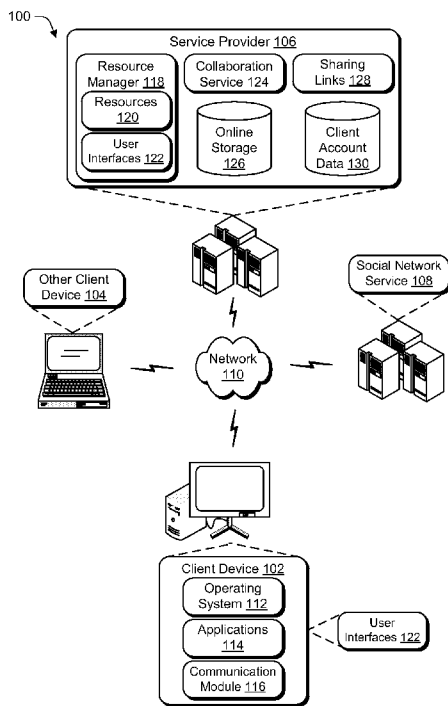 100
Service Provider 106
Resource
Manager 118
Resources
120
User
Interfaces 122
Collaboration
Service 124
Sharing
Links 128
Online
Storage
126
Client
Account
Data 130
Other Client
Device 104
Social Network
Service 108
Network
110
Client Device 102
Operating
System 112
Applications
114
Communication
Module 116
User
Interfaces 122